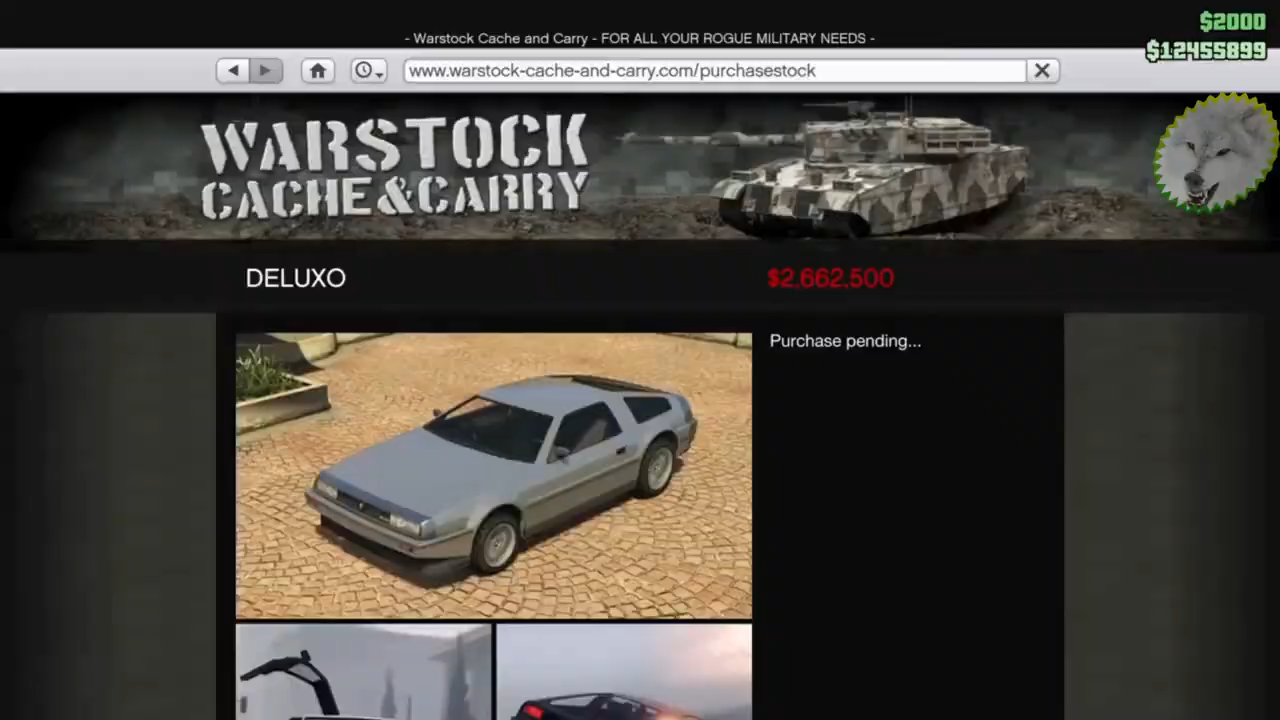 $2000
- Warstock Cache and Carry - FOR ALL YOUR ROGUE MILITARY NEEDS -
$12455899
www.warstock-cache-and-carry.com/purchasestock
WARSTOCK
CACHE&CARRY
DELUXO
$2,662,500
Purchase pending...